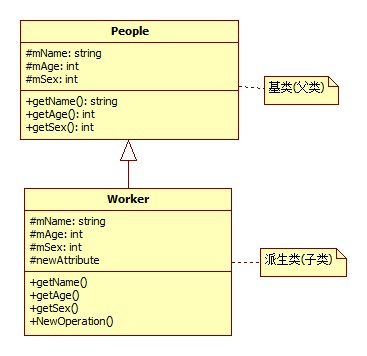 People
#mName: string
#mAge: int
#mSex: int
+getName(): string
+getAge(): int
+getSex(): int
基类(父类)
Worker
#mName: string
#mAge: int
#mSex: int
#newAttribute
+getName()
+getAge()
+getSex()
+NewOperation()
派生类(子类)